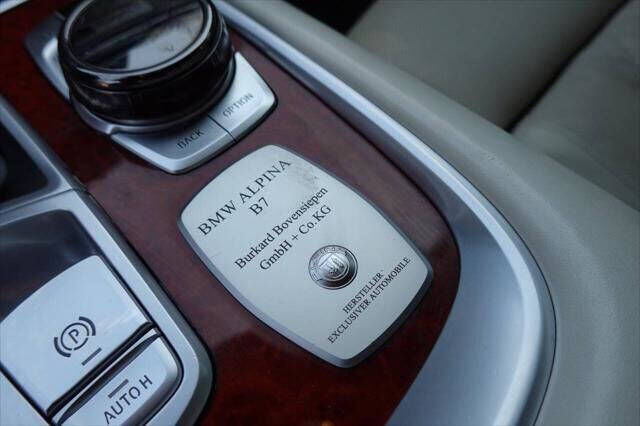 OPTION
BACK
BMW ALPINA
B7
Burkard Bovensiepen
GmbH + Co.KG
HERSTELLER
EXCLUSIVER AUTOMOBILE
P
AUTO H